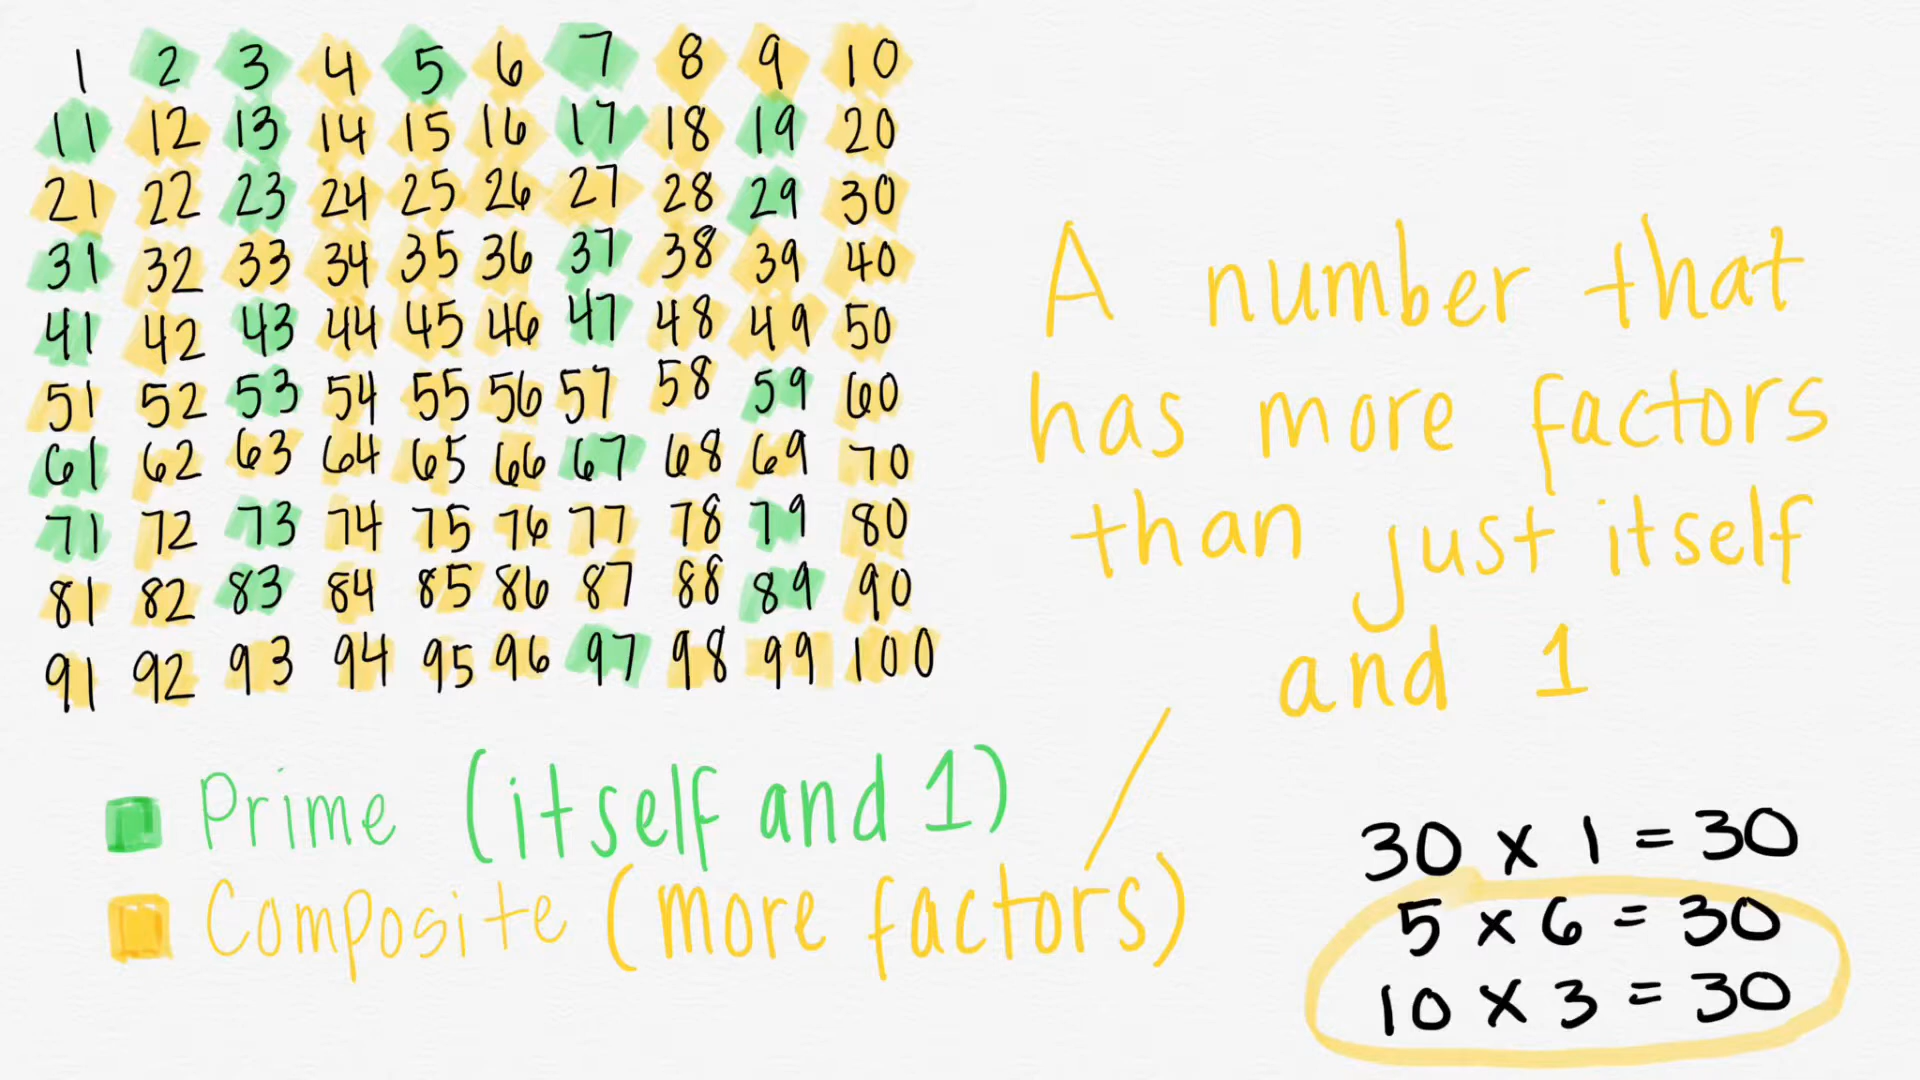 1 2 3 4 5 6 7 8 9 10
11 12 13 14 15 16 17 18 19 20
21 22 23 24 25 26 27 28 29 30
31 32 33 34 35 36 37 38 39 40
41 42 43 44 45 46 47 48 49 50
51 52 53 54 55 56 57 58 59 60
61 62 63 64 65 66 67 68 69 70
71 72 73 74 75 76 77 78 79 80
81 82 83 84 85 86 87 88 89 90
91 92 93 94 95 96 97 98 99 100
A number that
has more factors
than just itself
and 1
Prime (itself and 1)
Composite (more factors)
30 x 1 = 30
5 x 6 = 30
10 x 3 = 30